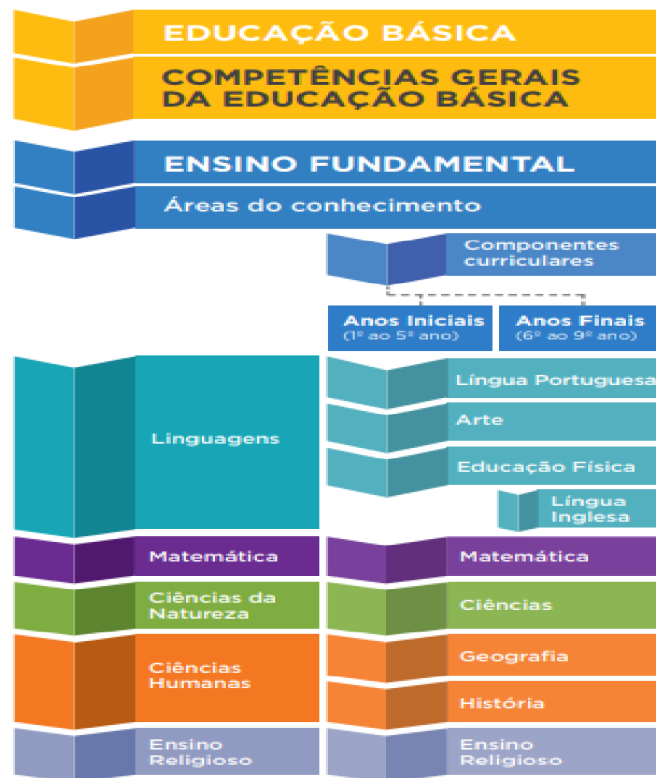 EDUCAÇÃO BÁSICA
COMPETÊNCIAS GERAIS
DA EDUCAÇÃO BÁSICA
ENSINO FUNDAMENTAL
Áreas do conhecimento
Componentes
curriculares
Anos Iniciais
(1º ao 5º ano)
Anos Finais
(6º ao 9º ano)
Linguagens
Língua Portuguesa
Arte
Educação Física
Língua
Inglesa
Matemática
Matemática
Ciências da
Natureza
Ciências
Ciências
Humanas
Geografia
História
Ensino
Religioso
Ensino
Religioso